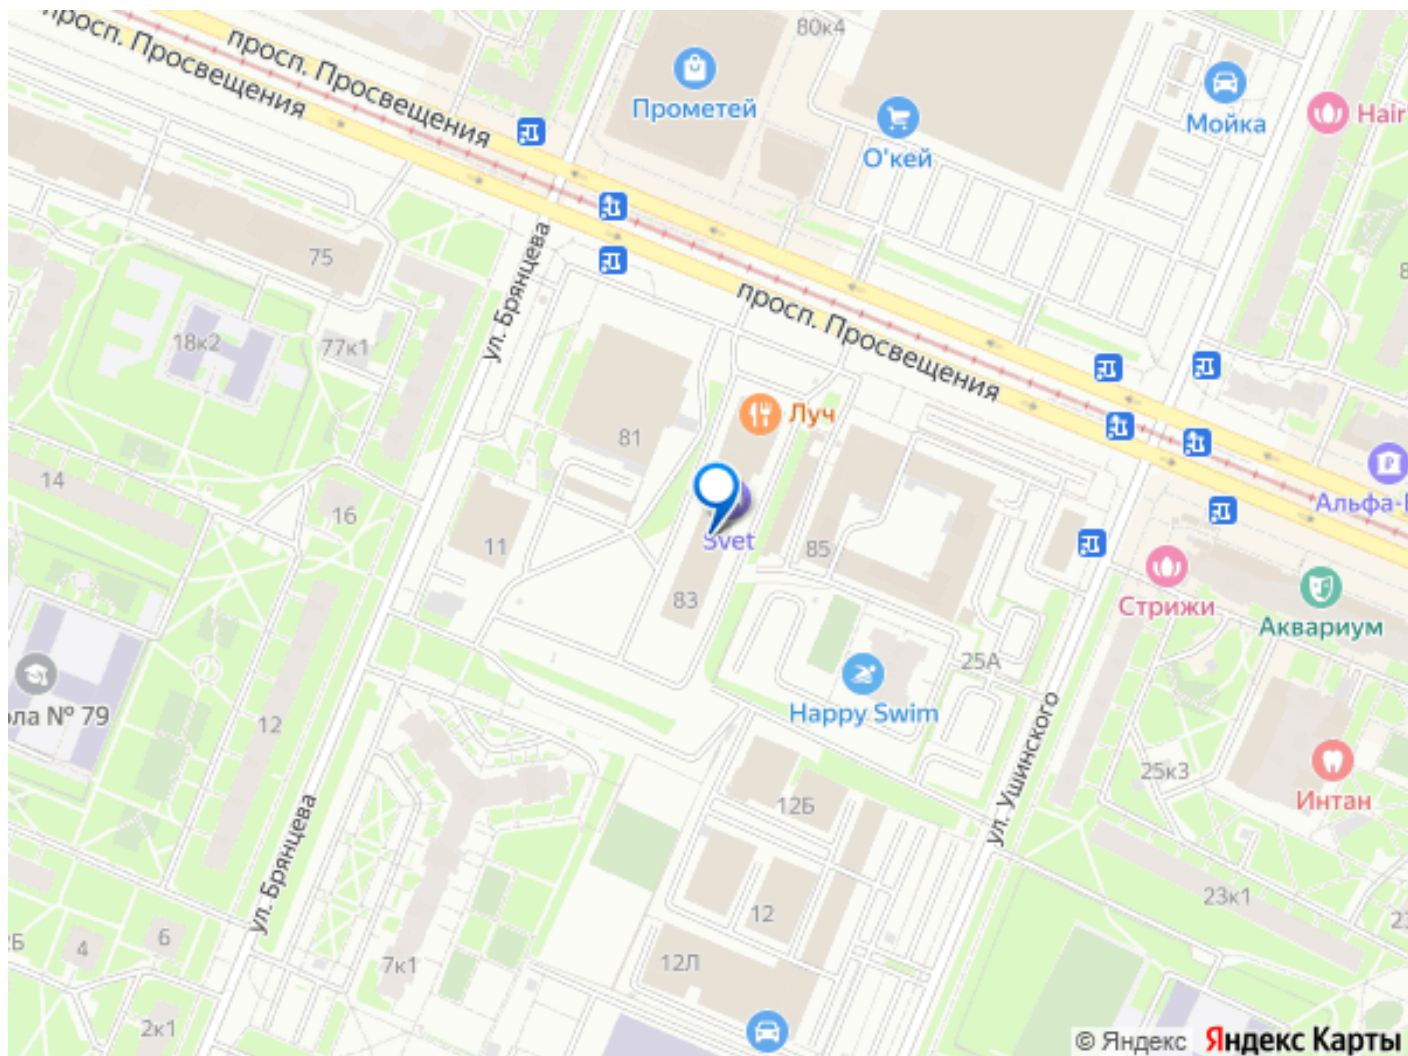 80к4
просп. Просвещения
просп. Просвещения
Прометей
О'кей
Мойка
Hair
ул. Брянцева
75
18к2
77к1
просп. Просвещения
Луч
81
14
16
11
Svet
85
83
Альфа-Б
Стрижи
Аквариум
25А
Happy Swim
ола № 79
12
ул. Ушинского
25к3
Интан
12Б
ул. Брянцева
23к1
12
6
4
7к1
12Л
2к1
© Яндекс
Яндекс Карты